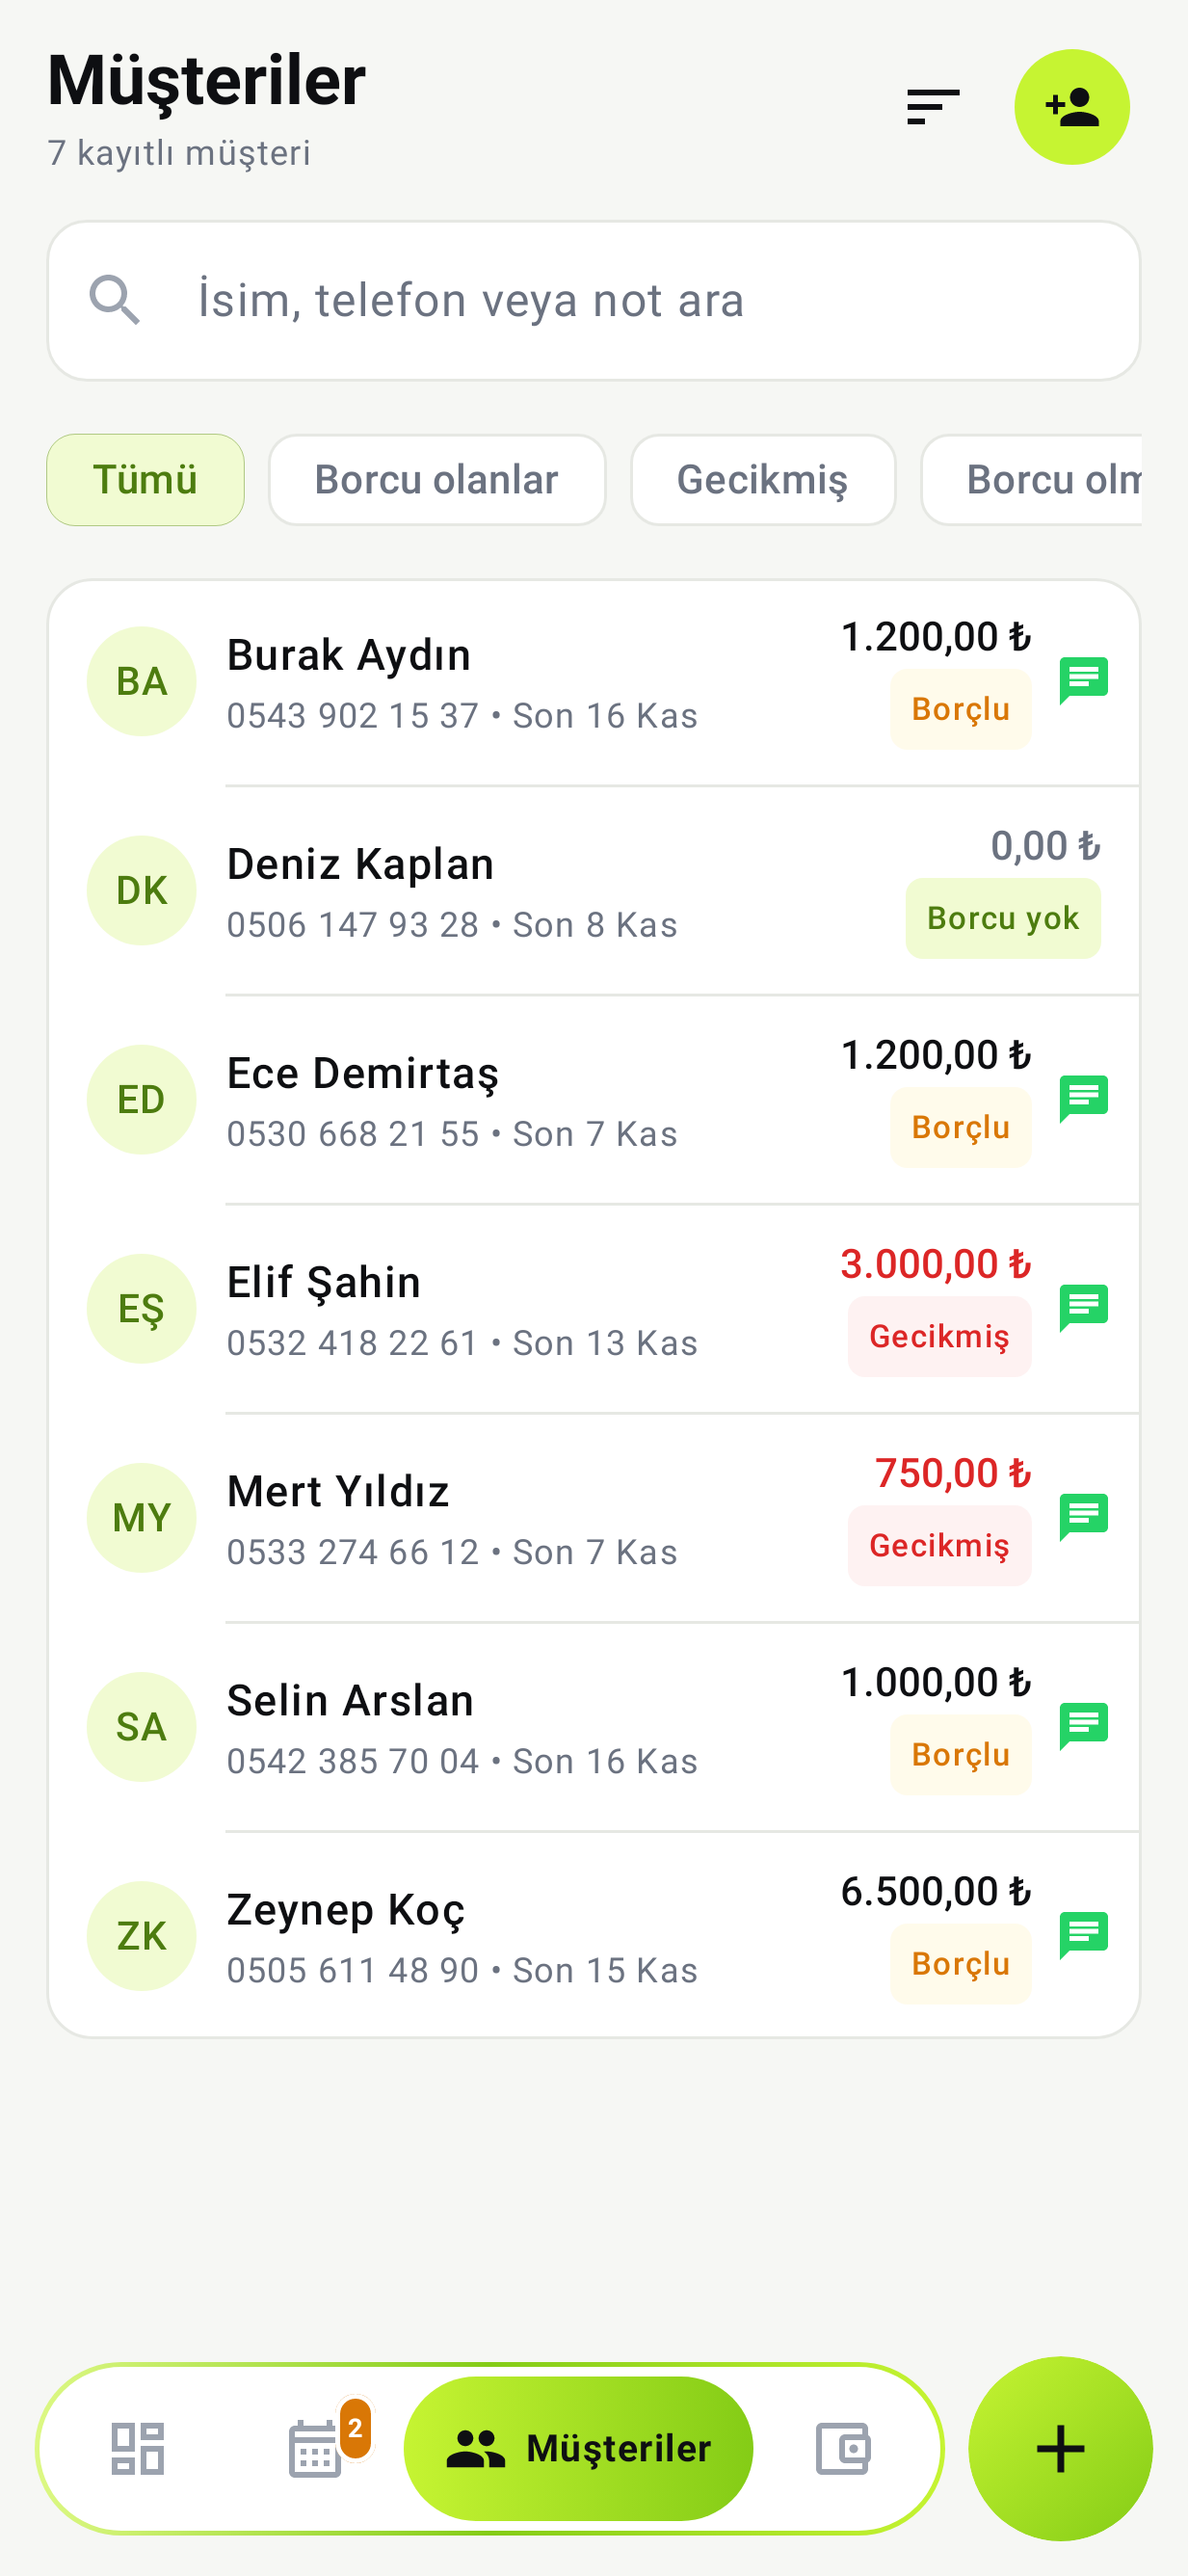 Müşteriler
7 kayıtlı müşteri
İsim, telefon veya not ara
Tümü
Borcu olanlar
Gecikmiş
Borcu olm
BA
Burak Aydın
0543 902 15 37 • Son 16 Kas
1.200,00 ₺
Borçlu
DK
Deniz Kaplan
0506 147 93 28 • Son 8 Kas
0,00 ₺
Borcu yok
ED
Ece Demirtaş
0530 668 21 55 • Son 7 Kas
1.200,00 ₺
Borçlu
EŞ
Elif Şahin
0532 418 22 61 • Son 13 Kas
3.000,00 ₺
Gecikmiş
MY
Mert Yıldız
0533 274 66 12 • Son 7 Kas
750,00 ₺
Gecikmiş
SA
Selin Arslan
0542 385 70 04 • Son 16 Kas
1.000,00 ₺
Borçlu
ZK
Zeynep Koç
0505 611 48 90 • Son 15 Kas
6.500,00 ₺
Borçlu
2
Müşteriler